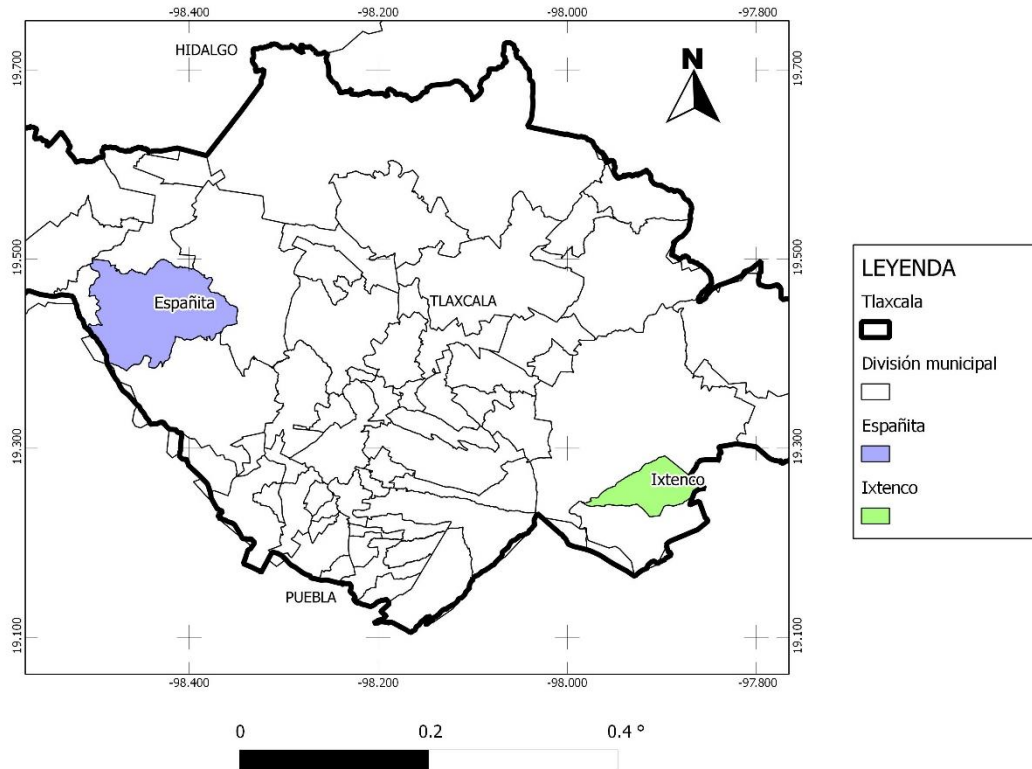 -98.400 -98.200 -98.000 -97.800
HIDALGO
N
19.700 19.700
19.500 19.500
Españita
TLAXCALA
19.300 19.300
Ixtenco
PUEBLA
19.100 19.100
-98.400 -98.200 -98.000 -97.800
0 0.2 0.4 °
LEYENDA
Tlaxcala
División municipal
Españita
Ixtenco